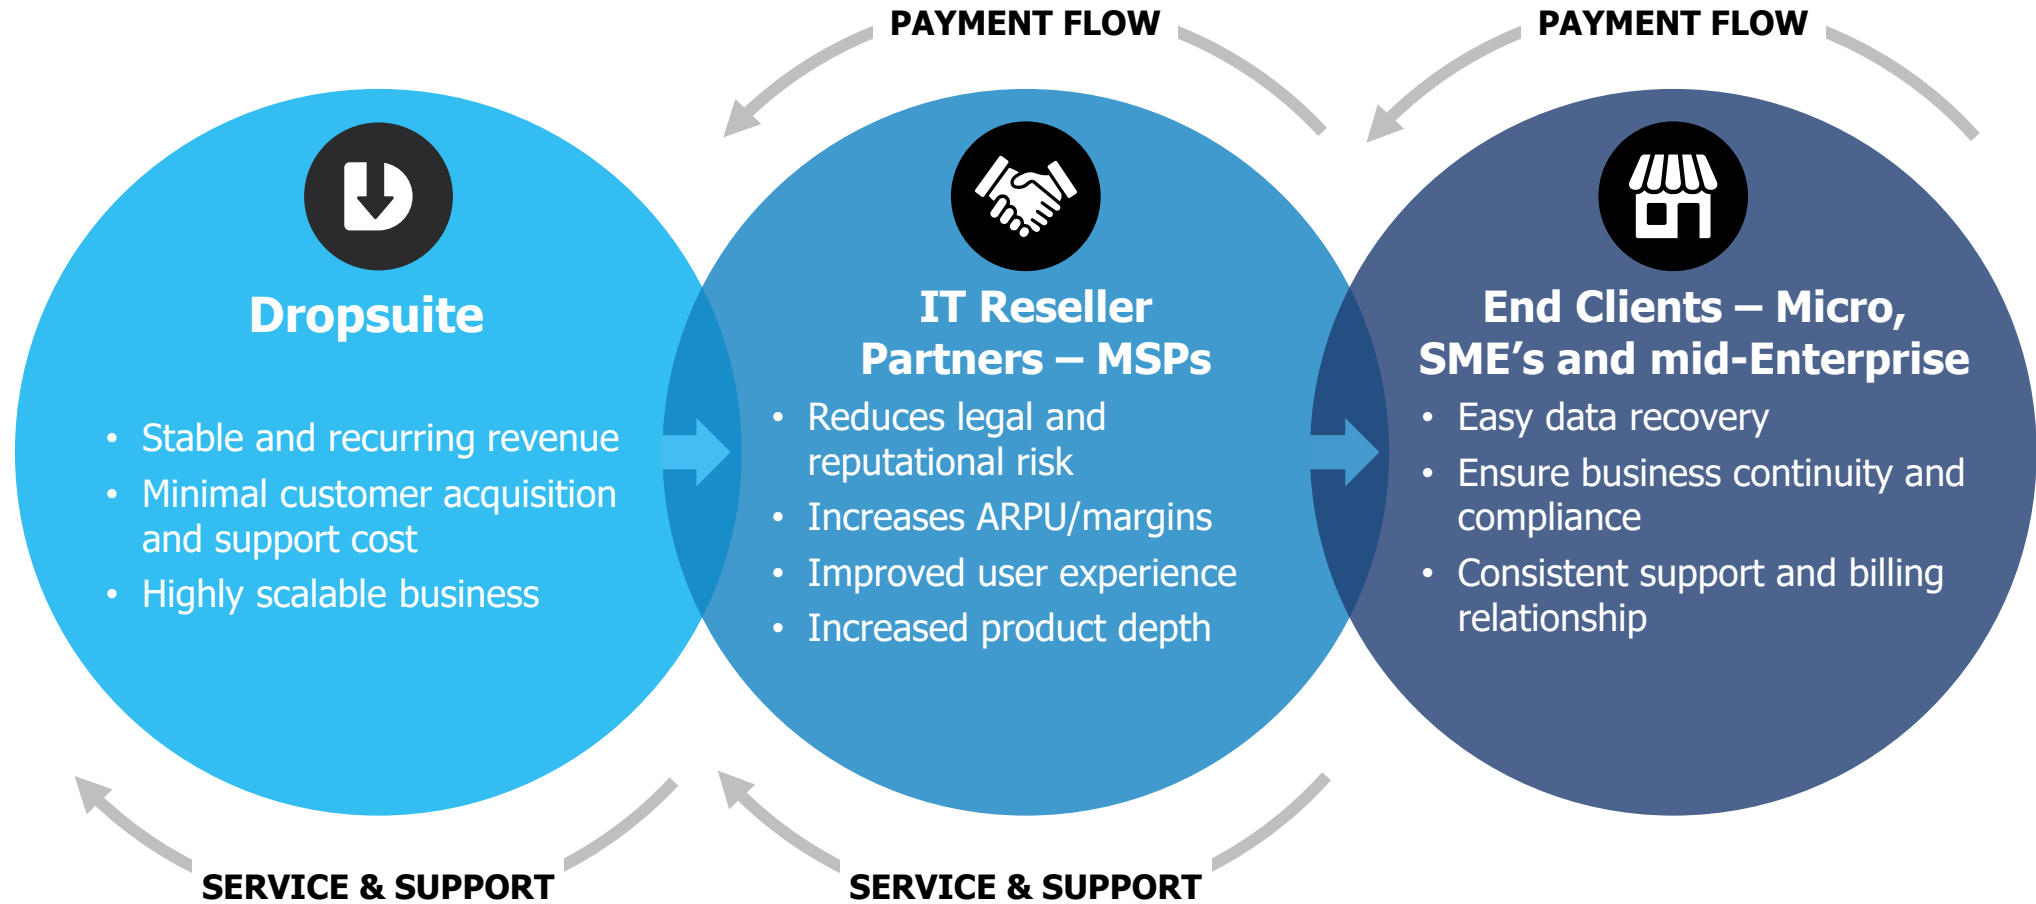 PAYMENT FLOW
PAYMENT FLOW
Dropsuite
• Stable and recurring revenue
• Minimal customer acquisition
and support cost
• Highly scalable business
IT Reseller
Partners – MSPs
• Reduces legal and
reputational risk
• Increases ARPU/margins
• Improved user experience
• Increased product depth
End Clients – Micro,
SME’s and mid-Enterprise
• Easy data recovery
• Ensure business continuity and
compliance
• Consistent support and billing
relationship
SERVICE & SUPPORT
SERVICE & SUPPORT